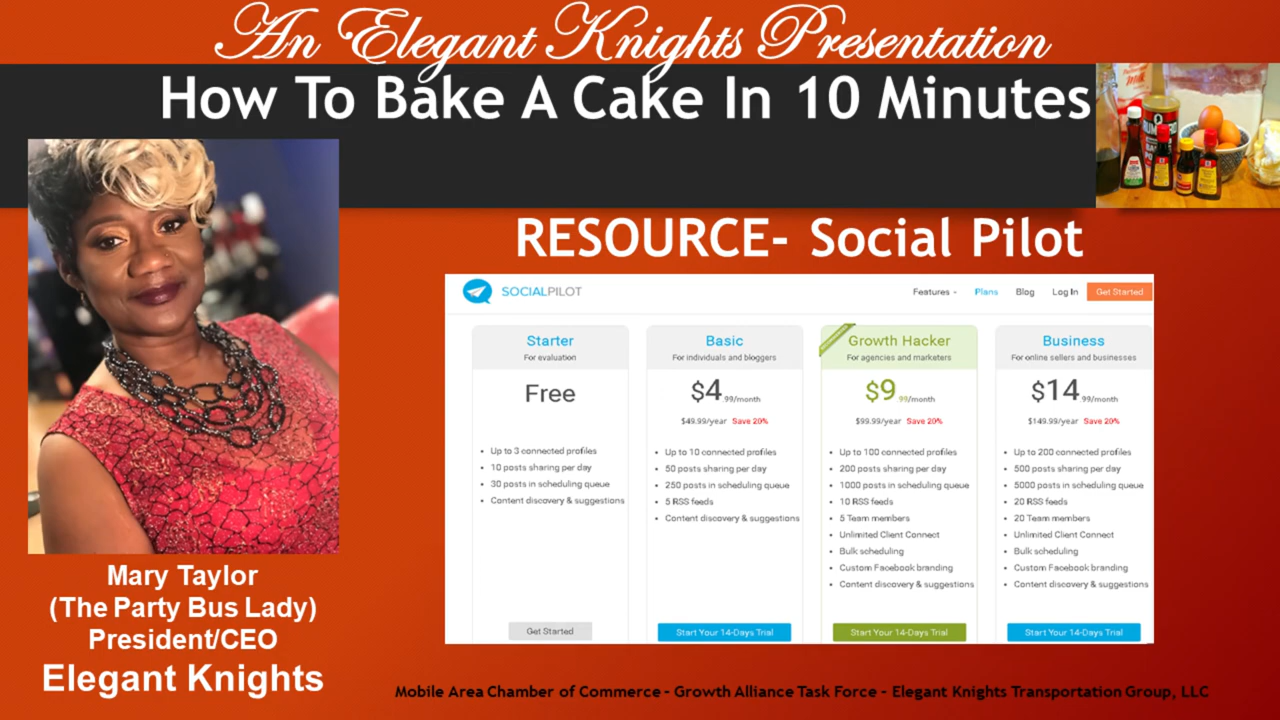 An Elegant Knights Presentation
How To Bake A Cake In 10 Minutes
RESOURCE- Social Pilot
SOCIALPILOT
Features Plans Blog Log In Get Started
Starter
For evaluation
Free
Up to 3 connected profiles
10 posts sharing per day
30 posts in scheduling queue
Content discovery & suggestions
Get Started
Basic
For individuals and bloggers
$4.99/month
$49.99/year Save 20%
Up to 10 connected profiles
50 posts sharing per day
250 posts in scheduling queue
5 RSS feeds
Content discovery & suggestions
Start Your 14-Days Trial
Growth Hacker
For agencies and marketers
$9.99/month
$99.99/year Save 20%
Up to 100 connected profiles
200 posts sharing per day
1000 posts in scheduling queue
10 RSS feeds
5 Team members
Unlimited Client Connect
Bulk scheduling
Custom Facebook branding
Content discovery & suggestions
Start Your 14-Days Trial
Business
For online sellers and businesses
$14.99/month
$149.99/year Save 20%
Up to 200 connected profiles
500 posts sharing per day
5000 posts in scheduling queue
20 RSS feeds
20 Team members
Unlimited Client Connect
Bulk scheduling
Custom Facebook branding
Content discovery & suggestions
Start Your 14-Days Trial
Mary Taylor
(The Party Bus Lady)
President/CEO
Elegant Knights
Mobile Area Chamber of Commerce - Growth Alliance Task Force - Elegant Knights Transportation Group, LLC